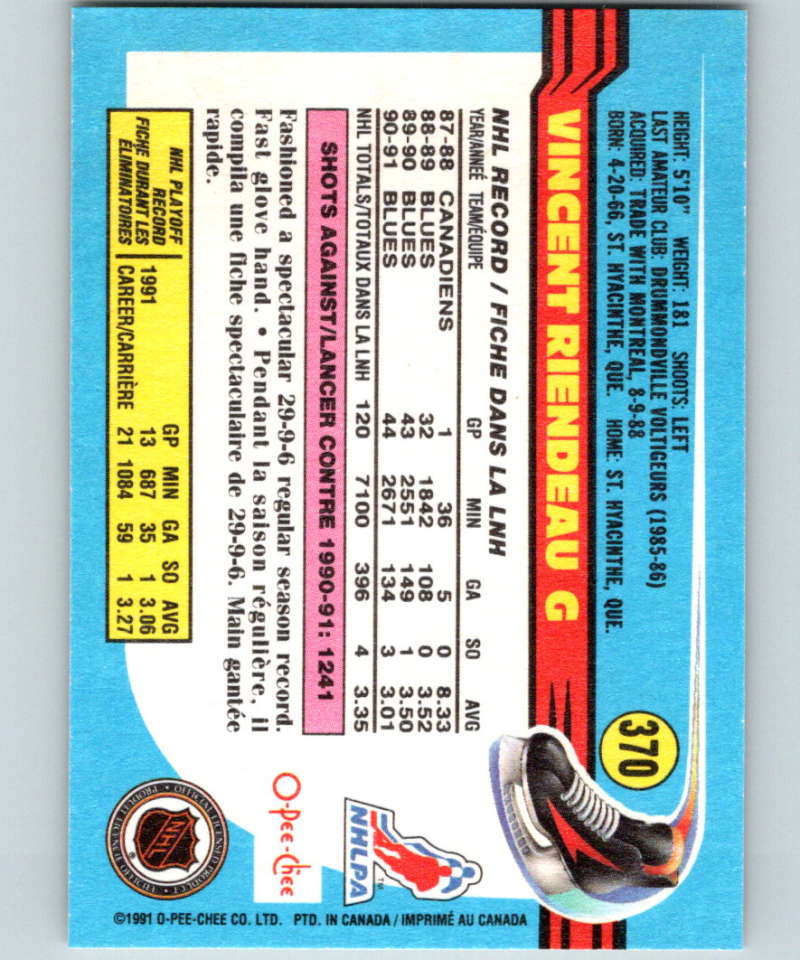 370
HEIGHT: 5'10" WEIGHT: 181 SHOOTS: LEFT
LAST AMATEUR CLUB: DRUMMONDVILLE VOLTIGEURS (1985-86)
ACQUIRED: TRADE WITH MONTREAL, 8-9-88
BORN: 4-20-66, ST. HYACINTHE, QUE. HOME: ST. HYACINTHE, QUE.
VINCENT RIENDEAU G
NHL RECORD / FICHE DANS LA LNH
YEAR/ANNÉE TEAM/ÉQUIPE GP MIN GA SO AVG
87-88 CANADIENS 1 36 5 0 8.33
88-89 BLUES 32 1842 108 0 3.52
89-90 BLUES 43 2551 149 1 3.50
90-91 BLUES 44 2671 134 3 3.01
NHL TOTALS/TOTAUX DANS LA LNH 120 7100 396 4 3.35
SHOTS AGAINST/LANCER CONTRE 1990-91: 1241
Fashioned a spectacular 29-9-6 regular season record.
Fast glove hand. • Pendant la saison régulière, il
compila une fiche spectaculaire de 29-9-6. Main gantée
rapide.
NHL PLAYOFF
RECORD
FICHE DURANT LES
ÉLIMINATOIRES
GP MIN GA SO AVG
1991 13 687 35 1 3.06
CAREER/CARRIÈRE 21 1084 59 1 3.27
NHLPA
TM
O-Pee-Chee
NHL
®
©1991 O-PEE-CHEE CO. LTD. PTD. IN CANADA / IMPRIMÉ AU CANADA